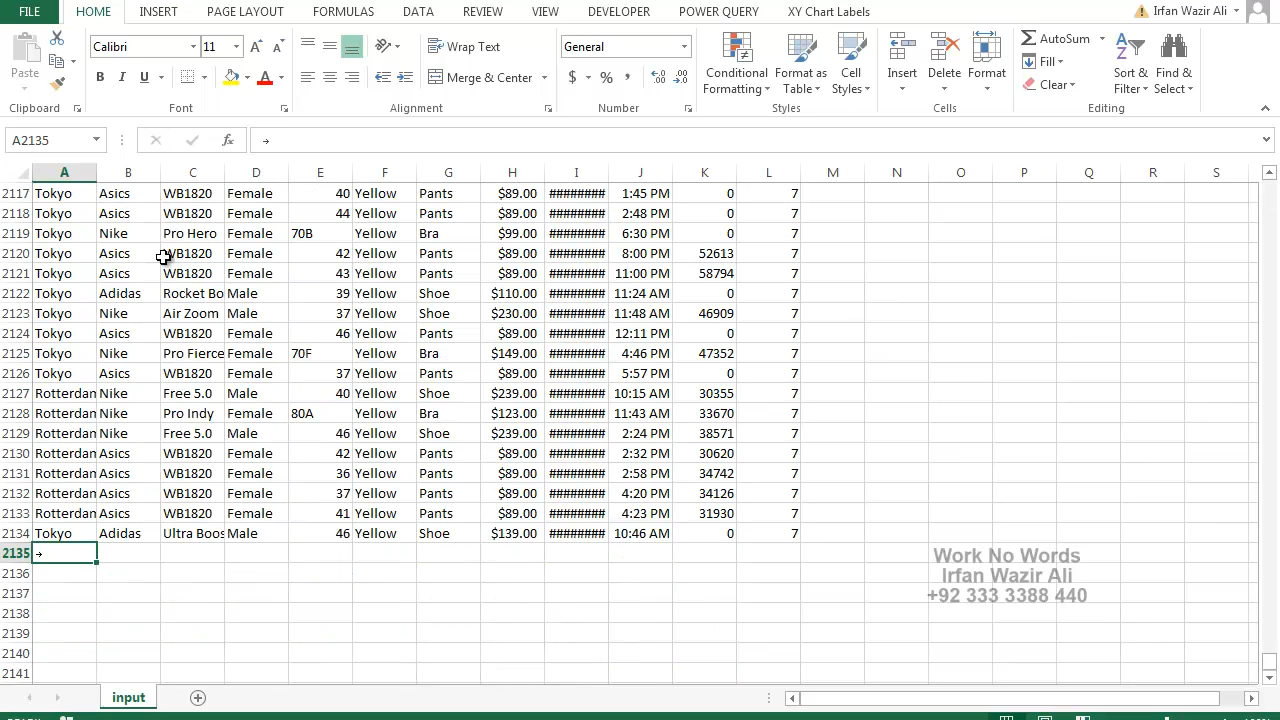 FILE HOME INSERT PAGE LAYOUT FORMULAS DATA REVIEW VIEW DEVELOPER POWER QUERY XY Chart Labels Irfan Wazir Ali
Paste Calibri 11 Wrap Text General Conditional Formatting Format as Table Cell Styles Insert Delete Format AutoSum Sort & Filter Find & Select
B I U Merge & Center $ % , Fill
Clear
Clipboard Font Alignment Number Styles Cells Editing
A2135 fx →
A B C D E F G H I J K L M N O P Q R S
2117 Tokyo Asics WB1820 Female 40 Yellow Pants $89.00 ######## 1:45 PM 0 7
2118 Tokyo Asics WB1820 Female 44 Yellow Pants $89.00 ######## 2:48 PM 0 7
2119 Tokyo Nike Pro Hero Female 70B Yellow Bra $99.00 ######## 6:30 PM 0 7
2120 Tokyo Asics WB1820 Female 42 Yellow Pants $89.00 ######## 8:00 PM 52613 7
2121 Tokyo Asics WB1820 Female 43 Yellow Pants $89.00 ######## 11:00 PM 58794 7
2122 Tokyo Adidas Rocket Bo Male 39 Yellow Shoe $110.00 ######## 11:24 AM 0 7
2123 Tokyo Nike Air Zoom Male 37 Yellow Shoe $230.00 ######## 11:48 AM 46909 7
2124 Tokyo Asics WB1820 Female 46 Yellow Pants $89.00 ######## 12:11 PM 0 7
2125 Tokyo Nike Pro Fierce Female 70F Yellow Bra $149.00 ######## 4:46 PM 47352 7
2126 Tokyo Asics WB1820 Female 37 Yellow Pants $89.00 ######## 5:57 PM 0 7
2127 Rotterdan Nike Free 5.0 Male 40 Yellow Shoe $239.00 ######## 10:15 AM 30355 7
2128 Rotterdan Nike Pro Indy Female 80A Yellow Bra $123.00 ######## 11:43 AM 33670 7
2129 Rotterdan Nike Free 5.0 Male 46 Yellow Shoe $239.00 ######## 2:24 PM 38571 7
2130 Rotterdan Asics WB1820 Female 42 Yellow Pants $89.00 ######## 2:32 PM 30620 7
2131 Rotterdan Asics WB1820 Female 36 Yellow Pants $89.00 ######## 2:58 PM 34742 7
2132 Rotterdan Asics WB1820 Female 37 Yellow Pants $89.00 ######## 4:20 PM 34126 7
2133 Rotterdan Asics WB1820 Female 41 Yellow Pants $89.00 ######## 4:23 PM 31930 7
2134 Tokyo Adidas Ultra Boos Male 46 Yellow Shoe $139.00 ######## 10:46 AM 0 7
2135 →
2136
2137
2138
2139
2140
2141
Work No Words
Irfan Wazir Ali
+92 333 3388 440
input